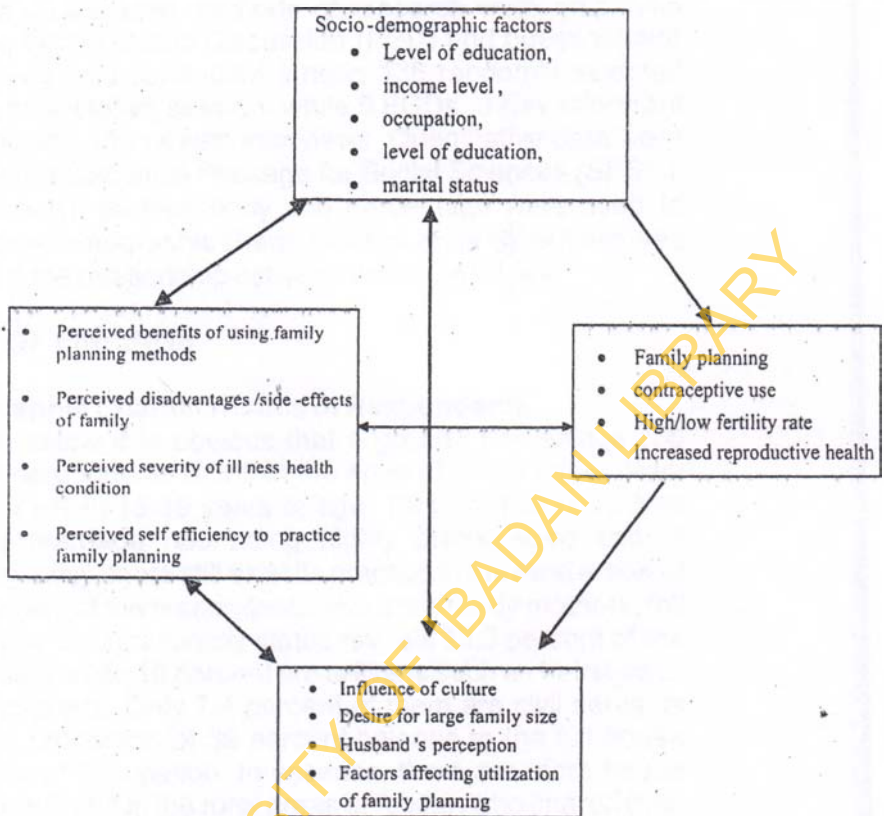 Socio-demographic factors
• Level of education,
• income level,
• occupation,
• level of education,
• marital status
• Perceived benefits of using family
planning methods
• Perceived disadvantages /side -effects
of family
• Perceived severity of ill ness health
condition
• Perceived self efficiency to practice
family planning
• Family planning
• contraceptive use
• High/low fertility rate
• Increased reproductive health
• Influence of culture
• Desire for large family size
• Husband's perception
• Factors affecting utilization
of family planning
SITY OF IBADAN LIBRARY